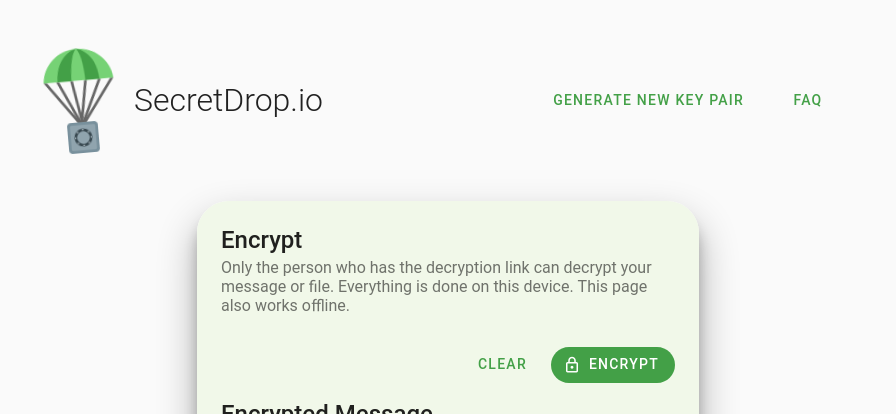 SecretDrop.io
GENERATE NEW KEY PAIR
FAQ
Encrypt
Only the person who has the decryption link can decrypt your
message or file. Everything is done on this device. This page
also works offline.
CLEAR
ENCRYPT
Encrypted Message